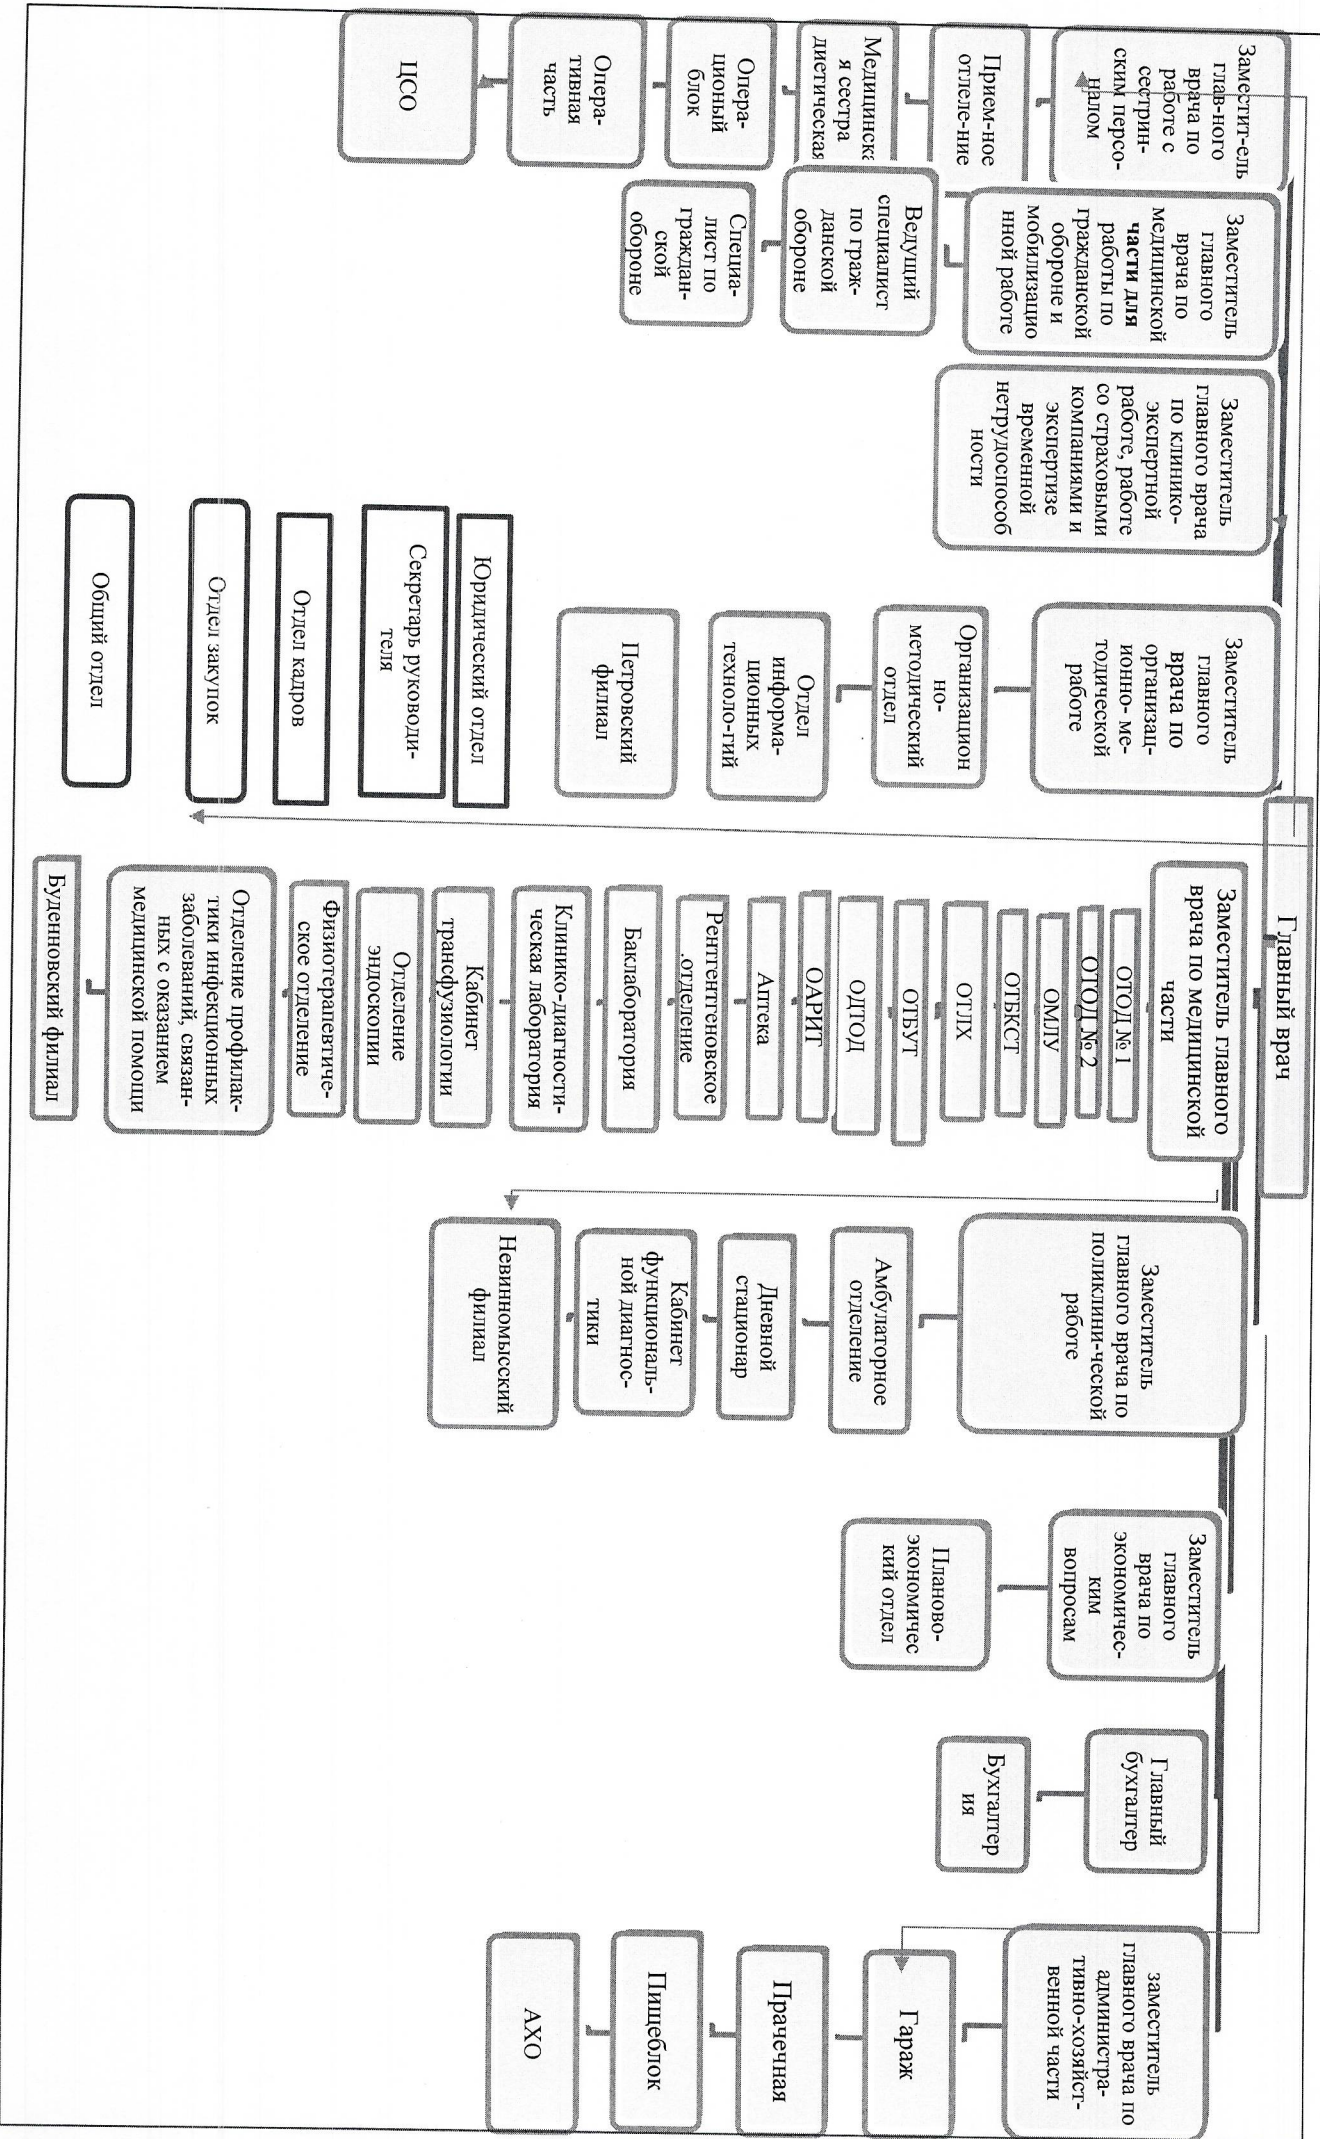 Главный врач
Заместит-ель
глав-ного
врача по
работе с
сестрин-
ским персо-
налом
Прием-ное
отлеле-ние
Медицинска
я сестра
диетическая
Опера-
ционый
блок
Опера-
тивная
часть
ЦСО
Заместитель
главного
врача по
медицинской
части для
работы по
гражданской
обороне и
мобилизацио
нной работе
Ведущий
специалист
по граж-
данской
обороне
Специа-
лист по
граждан-
ской
обороне
Заместитель
главного врача
по клинико-
экспертной
работе, работе
со страховыми
компаниями и
экспертизе
временной
нетрудоспособ
ности
Заместитель
главного
врача по
организац-
ионно- ме-
тодической
работе
Организацион
но-
методический
отдел
Отдел
информа-
ционных
техноло-гий
Петровский
филиал
Юридический отдел
Секретарь руководи-
теля
Отдел кадров
Отдел закупок
Общий отдел
Заместитель главного
врача по медицинской
части
ОТОД №1
ОТОД № 2
ОМЛУ
ОТБКСТ
ОТЛХ
ОТБУТ
ОДТОД
ОАРИТ
Аптека
Рентгентгеновское
.отделение
Баклаборатория
Клинико-диагности-
ческая лаборатория
Кабинет
трансфузиологии
Отделение
эндоскопии
Физиотерапевтиче-
ское отделение
Отделение профилак-
тики инфекционных
заболеваний, связан-
ных с оказанием
медицинской помощи
Буденновский филиал
Заместитель
главного врача по
поликлини-ческой
работе
Амбулаторное
отделение
Дневной
стационар
Кабинет
функциональ-
ной диагнос-
тики
Невинномысский
филиал
Заместитель
главного
врача по
экономичес-
ким
вопросам
Планово-
экономичес
кий отдел
Главный
бухгалтер
Бухгалтер
ия
заместитель
главного врача по
администра-
тивно-хозяйст-
венной части
Гараж
Прачечная
Пищеблок
АХО